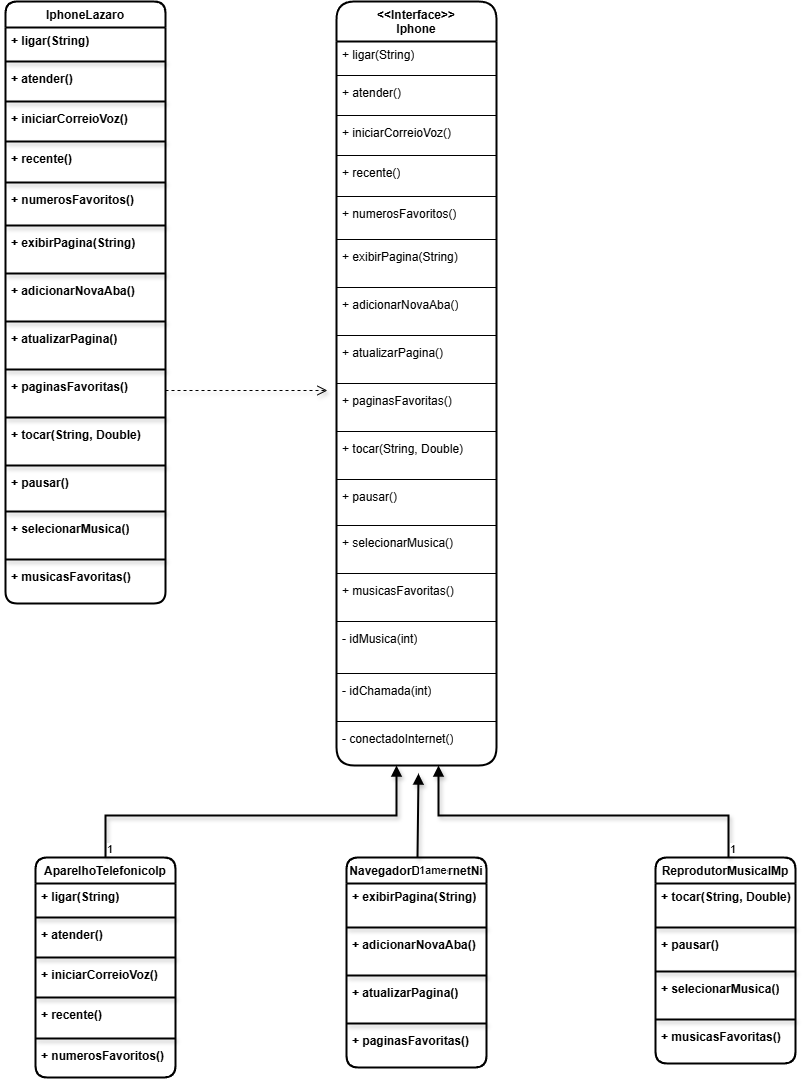 IphoneLazaro
+ ligar(String)
+ atender()
+ iniciarCorreioVoz()
+ recente()
+ numerosFavoritos()
+ exibirPagina(String)
+ adicionarNovaAba()
+ atualizarPagina()
+ paginasFavoritas()
+ tocar(String, Double)
+ pausar()
+ selecionarMusica()
+ musicasFavoritas()
<<Interface>>
Iphone
+ ligar(String)
+ atender()
+ iniciarCorreioVoz()
+ recente()
+ numerosFavoritos()
+ exibirPagina(String)
+ adicionarNovaAba()
+ atualizarPagina()
+ paginasFavoritas()
+ tocar(String, Double)
+ pausar()
+ selecionarMusica()
+ musicasFavoritas()
- idMusica(int)
- idChamada(int)
- conectadoInternet()
1
AparelhoTelefonicoIp
+ ligar(String)
+ atender()
+ iniciarCorreioVoz()
+ recente()
+ numerosFavoritos()
+ exibirPagina(String)
+ adicionarNovaAba()
+ atualizarPagina()
+ paginasFavoritas()
1
ReprodutorMusicalMp
+ tocar(String, Double)
+ pausar()
+ selecionarMusica()
+ musicasFavoritas()